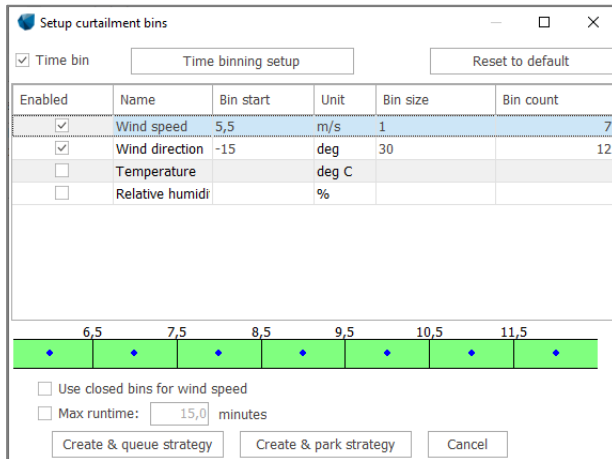 Setup curtailment bins
Time bin Time binning setup Reset to default
Enabled Name Bin start Unit Bin size Bin count
Wind speed 5,5 m/s 1 7
Wind direction -15 deg 30 12
Temperature deg C
Relative humidi %
6,5 7,5 8,5 9,5 10,5 11,5
Use closed bins for wind speed
Max runtime: 15,0 minutes
Create & queue strategy Create & park strategy Cancel